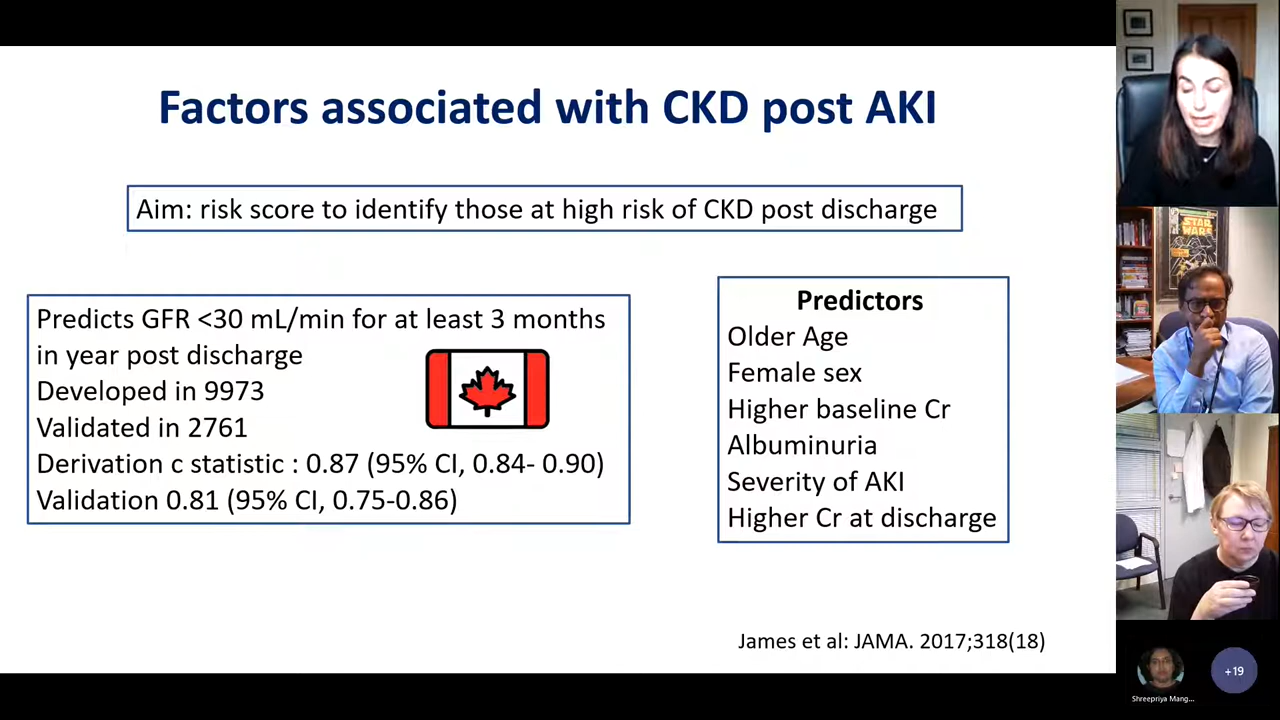 Factors associated with CKD post AKI
Aim: risk score to identify those at high risk of CKD post discharge
Predicts GFR <30 mL/min for at least 3 months
in year post discharge
Developed in 9973
Validated in 2761
Derivation c statistic : 0.87 (95% CI, 0.84- 0.90)
Validation 0.81 (95% CI, 0.75-0.86)
Predictors
Older Age
Female sex
Higher baseline Cr
Albuminuria
Severity of AKI
Higher Cr at discharge
James et al: JAMA. 2017;318(18)
STAR
WARS
Shreepriya Mang...
+19